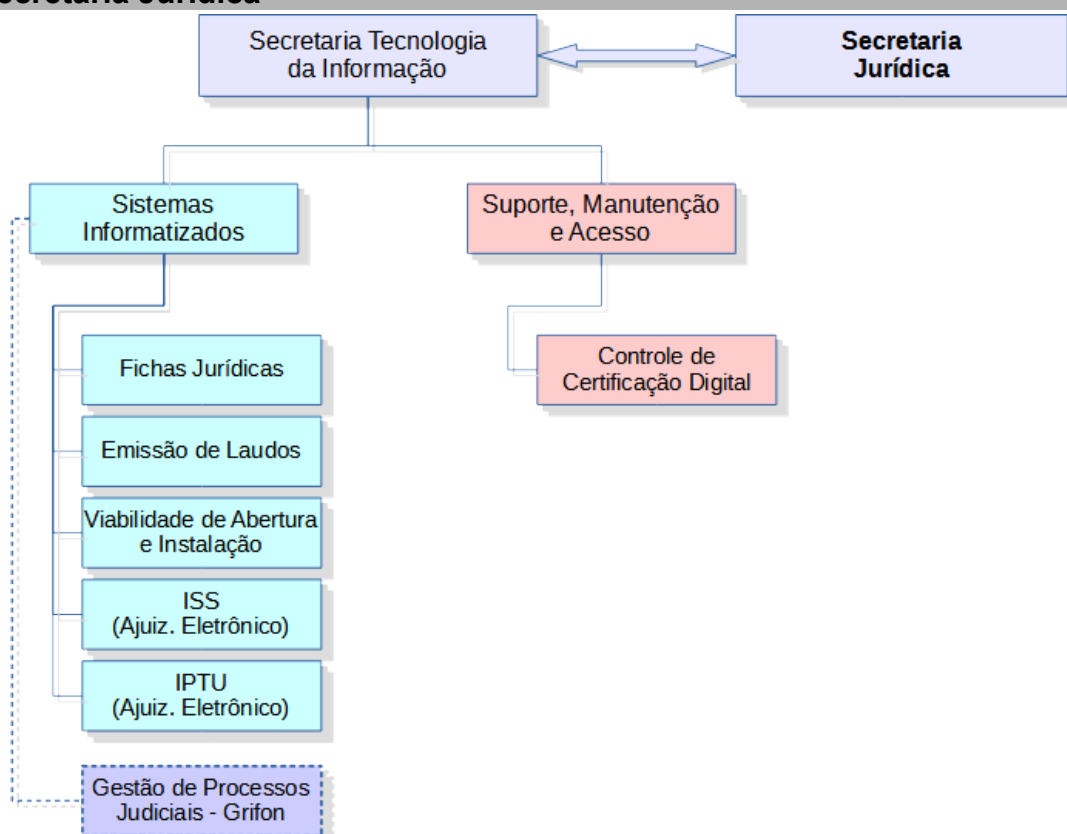 Secretaria Tecnologia
da Informação
Secretaria
Jurídica
Sistemas
Informatizados
Suporte, Manutenção
e Acesso
Fichas Jurídicas
Controle de
Certificação Digital
Emissão de Laudos
Viabilidade de Abertura
e Instalação
ISS
(Ajuiz. Eletrônico)
IPTU
(Ajuiz. Eletrônico)
Gestão de Processos
Judiciais - Grifon